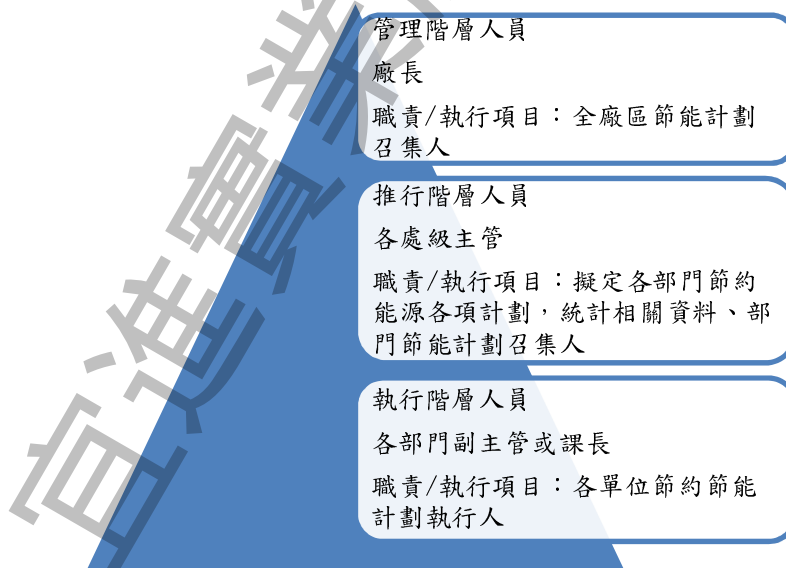 管理階層人員
廠長
職責/執行項目：全廠區節能計劃
召集人
推行階層人員
各處級主管
職責/執行項目：擬定各部門節約
能源各項計劃，統計相關資料、部
門節能計劃召集人
執行階層人員
各部門副主管或課長
職責/執行項目：各單位節約節能
計劃執行人
宜進實業